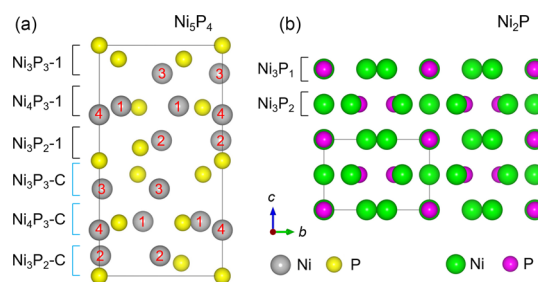 (a) Ni₅P₄
Ni₃P₃-1
3 3
Ni₄P₃-1
1 1
4 4
Ni₃P₂-1
2 2
Ni₃P₃-C
3 3
Ni₄P₃-C
1 1
4 4
Ni₃P₂-C
2 2
Ni P
(b) Ni₂P
Ni₃P₁
Ni₃P₂
c
b
Ni P